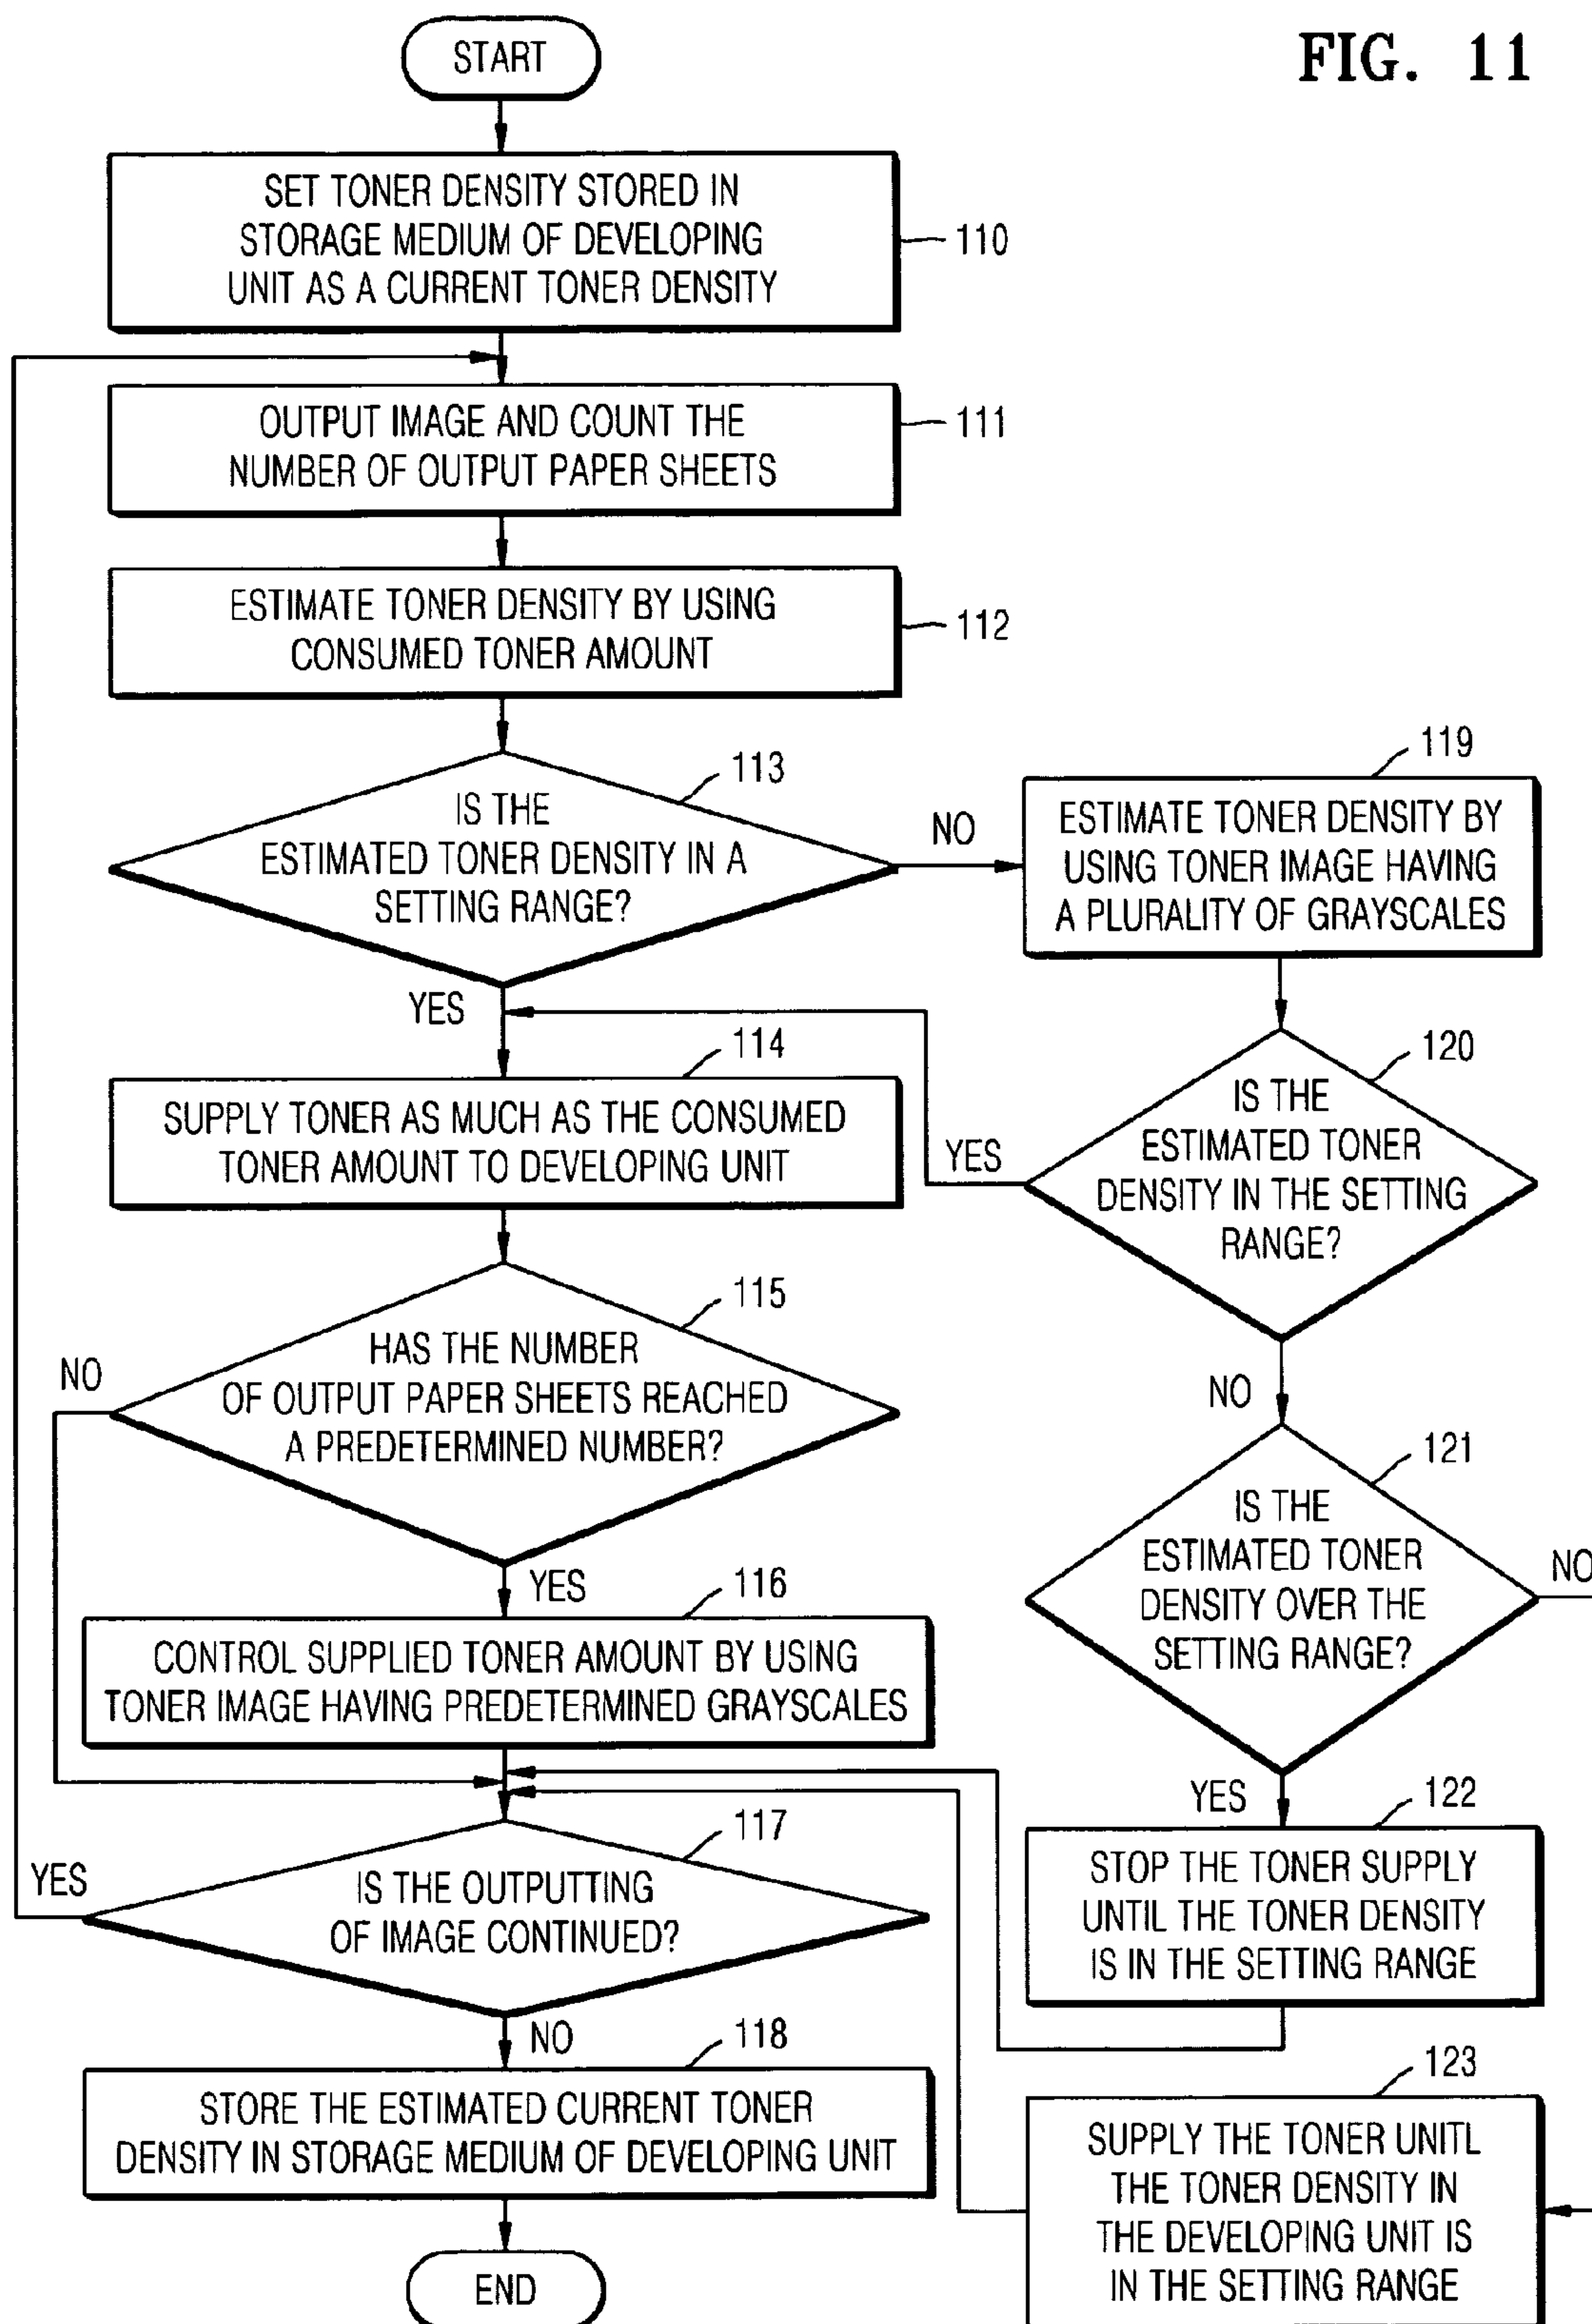 FIG. 11
START
SET TONER DENSITY STORED IN
STORAGE MEDIUM OF DEVELOPING
UNIT AS A CURRENT TONER DENSITY
110
OUTPUT IMAGE AND COUNT THE
NUMBER OF OUTPUT PAPER SHEETS
111
ESTIMATE TONER DENSITY BY USING
CONSUMED TONER AMOUNT
112
113
IS THE
ESTIMATED TONER DENSITY IN A
SETTING RANGE?
NO
YES
119
ESTIMATE TONER DENSITY BY
USING TONER IMAGE HAVING
A PLURALITY OF GRAYSCALES
114
SUPPLY TONER AS MUCH AS THE CONSUMED
TONER AMOUNT TO DEVELOPING UNIT
120
IS THE
ESTIMATED TONER
DENSITY IN THE SETTING
RANGE?
YES
NO
115
HAS THE NUMBER
OF OUTPUT PAPER SHEETS REACHED
A PREDETERMINED NUMBER?
NO
YES
121
IS THE
ESTIMATED TONER
DENSITY OVER THE
SETTING RANGE?
NO
YES
116
CONTROL SUPPLIED TONER AMOUNT BY USING
TONER IMAGE HAVING PREDETERMINED GRAYSCALES
117
IS THE OUTPUTTING
OF IMAGE CONTINUED?
YES
NO
122
STOP THE TONER SUPPLY
UNTIL THE TONER DENSITY
IS IN THE SETTING RANGE
118
STORE THE ESTIMATED CURRENT TONER
DENSITY IN STORAGE MEDIUM OF DEVELOPING UNIT
123
SUPPLY THE TONER UNITL
THE TONER DENSITY IN
THE DEVELOPING UNIT IS
IN THE SETTING RANGE
END